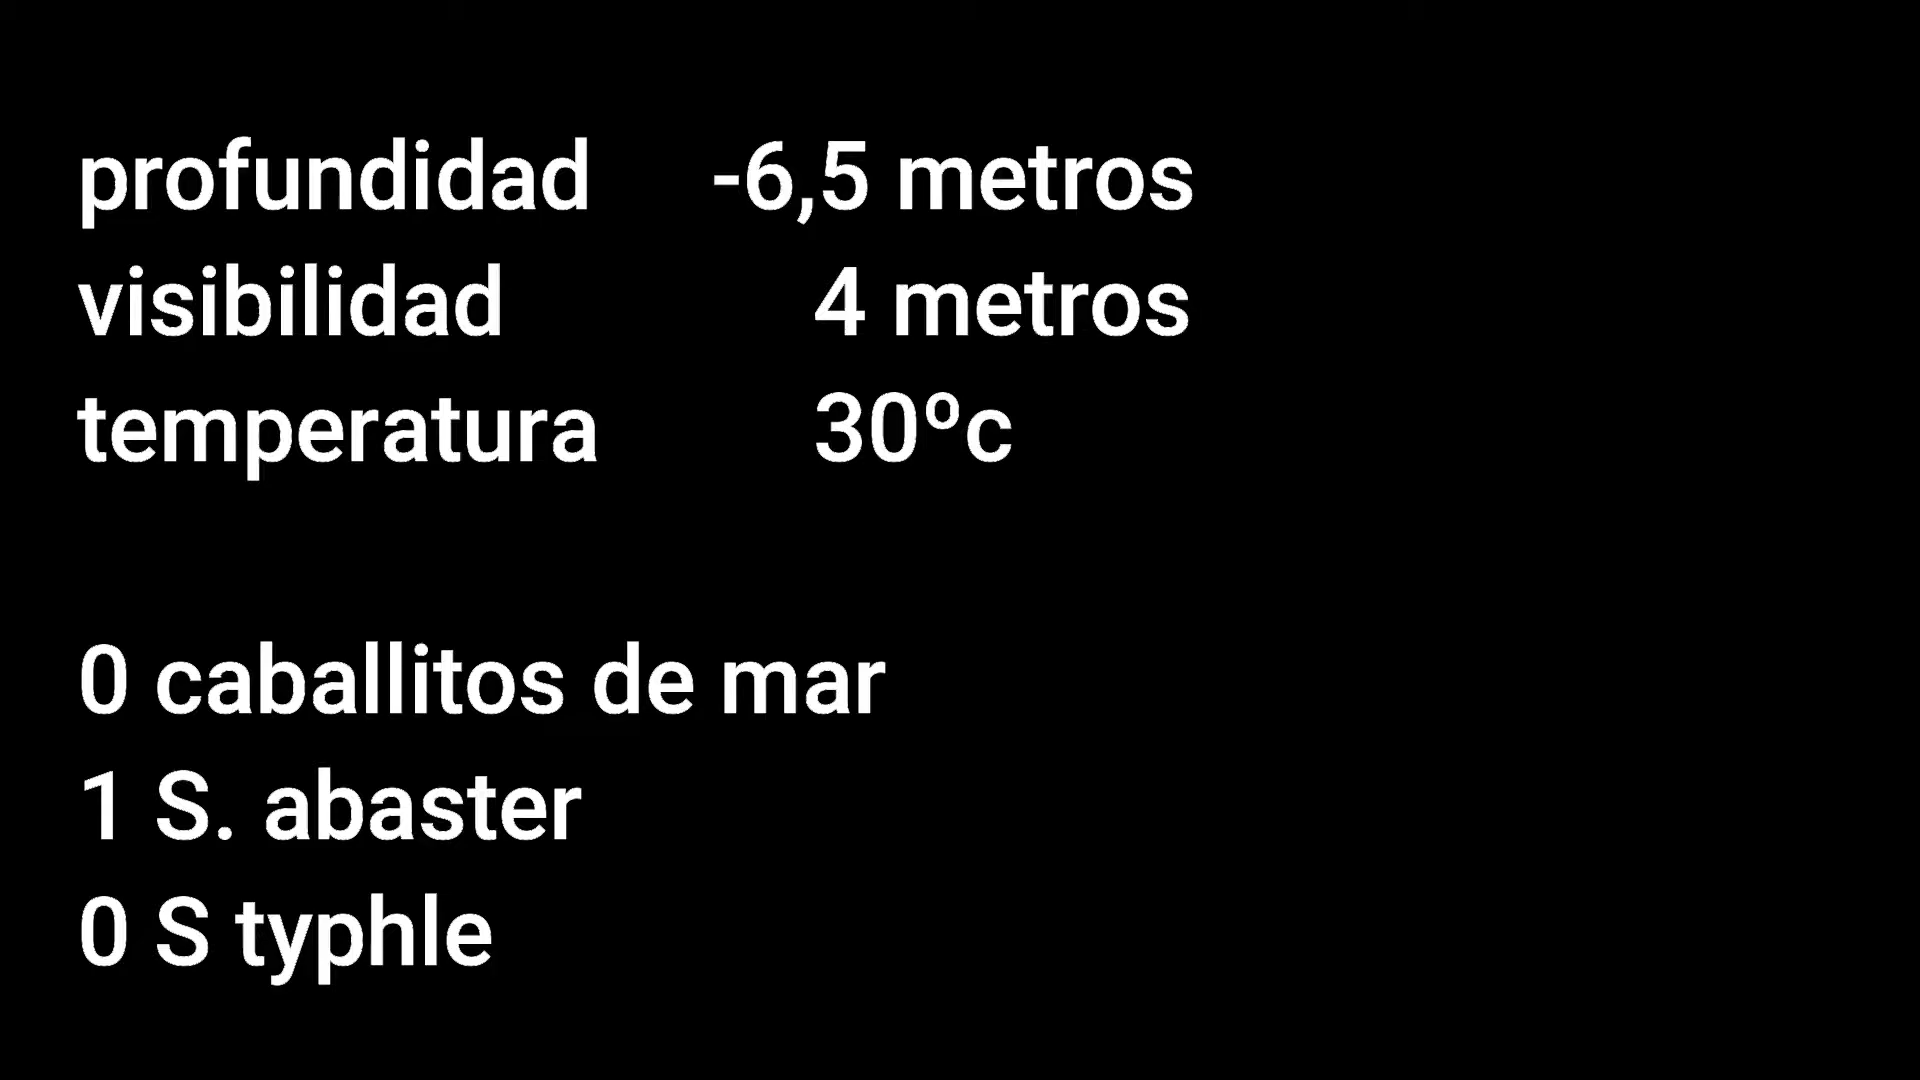 profundidad -6,5 metros
visibilidad 4 metros
temperatura 30ºc
0 caballitos de mar
1 S. abaster
0 S typhle